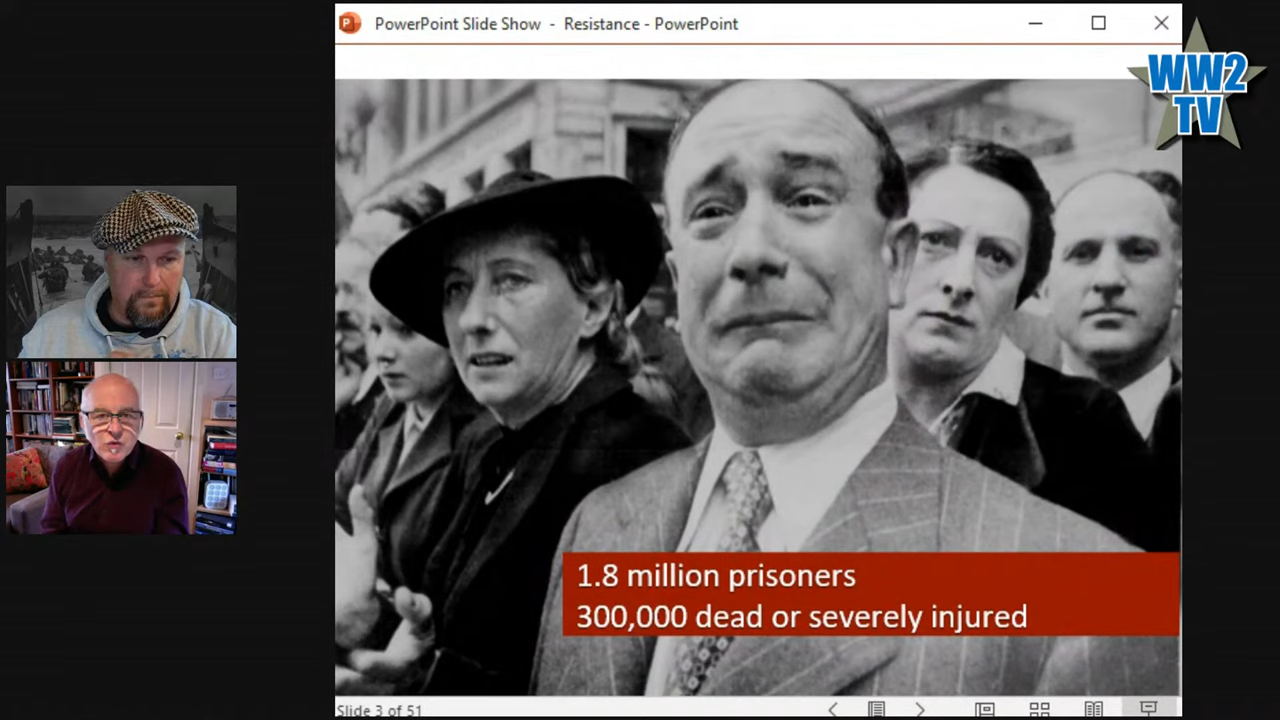 PowerPoint Slide Show - Resistance - PowerPoint
WW2
TV
1.8 million prisoners
300,000 dead or severely injured
Slide 3 of 51